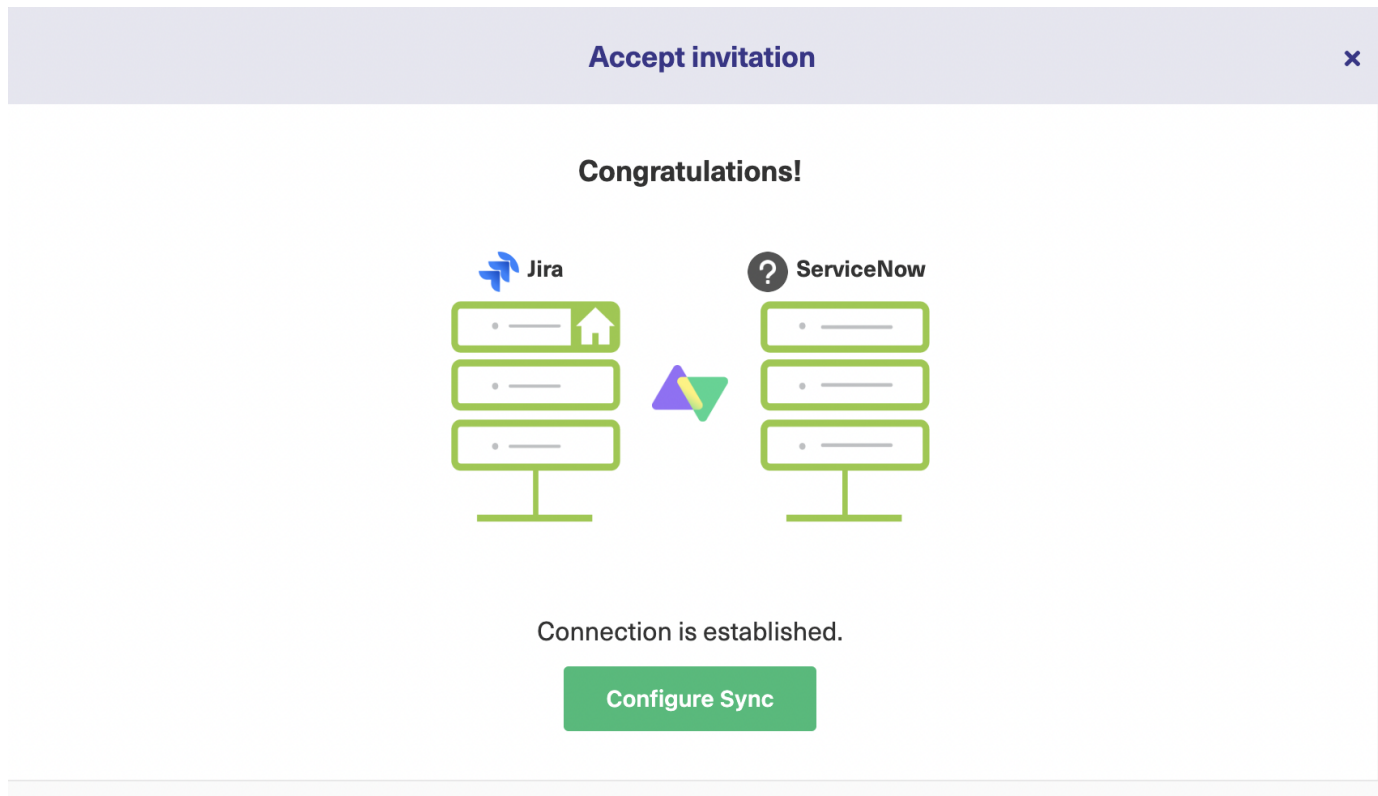 Accept invitation
Congratulations!
Jira
? ServiceNow
Connection is established.
Configure Sync